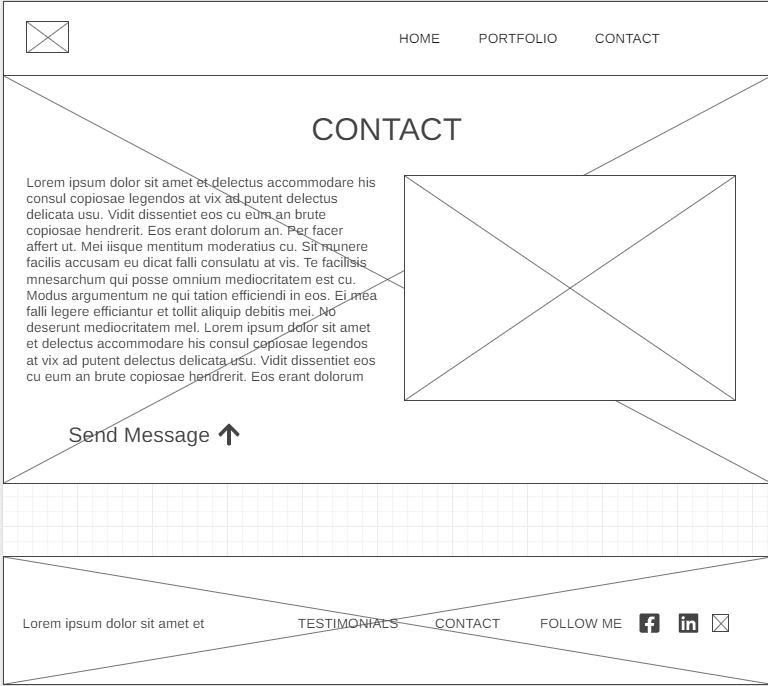 HOME PORTFOLIO CONTACT
CONTACT
Lorem ipsum dolor sit amet et delectus accommodare his
consul copiosae legendos at vix ad putent delectus
delicata usu. Vidit dissentiet eos cu eum an brute
copiosae hendrerit. Eos erant dolorum an. Per facer
affert ut. Mei iisque mentitum moderatius cu. Sit munere
facilis accusam eu dicat falli consulatu at vis. Te facilisis
mnesarchum qui posse omnium mediocritatem est cu.
Modus argumentum ne qui tation efficiendi in eos. Ei mea
falli legere efficiantur et tollit aliquip debitis mei. No
deserunt mediocritatem mel. Lorem ipsum dolor sit amet
et delectus accommodare his consul copiosae legendos
at vix ad putent delectus delicata usu. Vidit dissentiet eos
cu eum an brute copiosae hendrerit. Eos erant dolorum
Send Message
Lorem ipsum dolor sit amet et TESTIMONIALS CONTACT FOLLOW ME